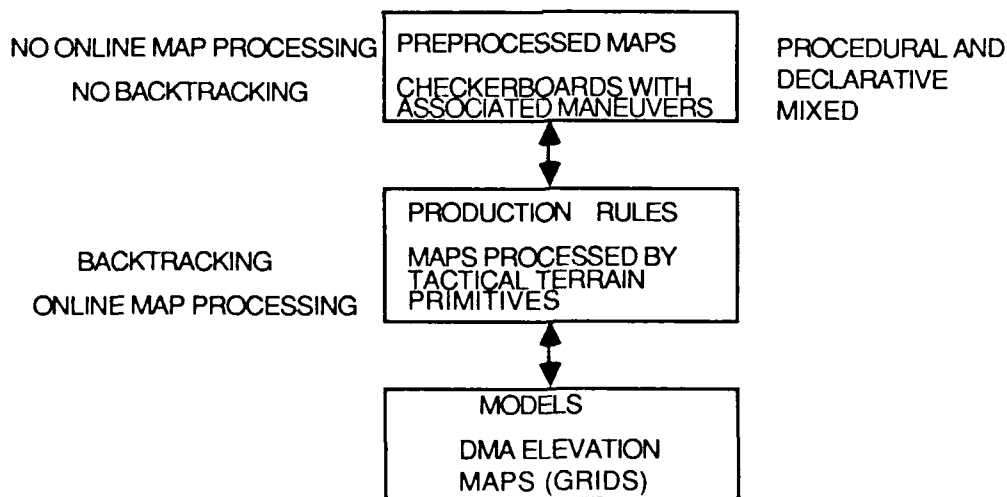 NO ONLINE MAP PROCESSING
NO BACKTRACKING
PREPROCESSED MAPS
CHECKERBOARDS WITH
ASSOCIATED MANEUVERS
PROCEDURAL AND
DECLARATIVE
MIXED
BACKTRACKING
ONLINE MAP PROCESSING
PRODUCTION RULES
MAPS PROCESSED BY
TACTICAL TERRAIN
PRIMITIVES
MODELS
DMA ELEVATION
MAPS (GRIDS)